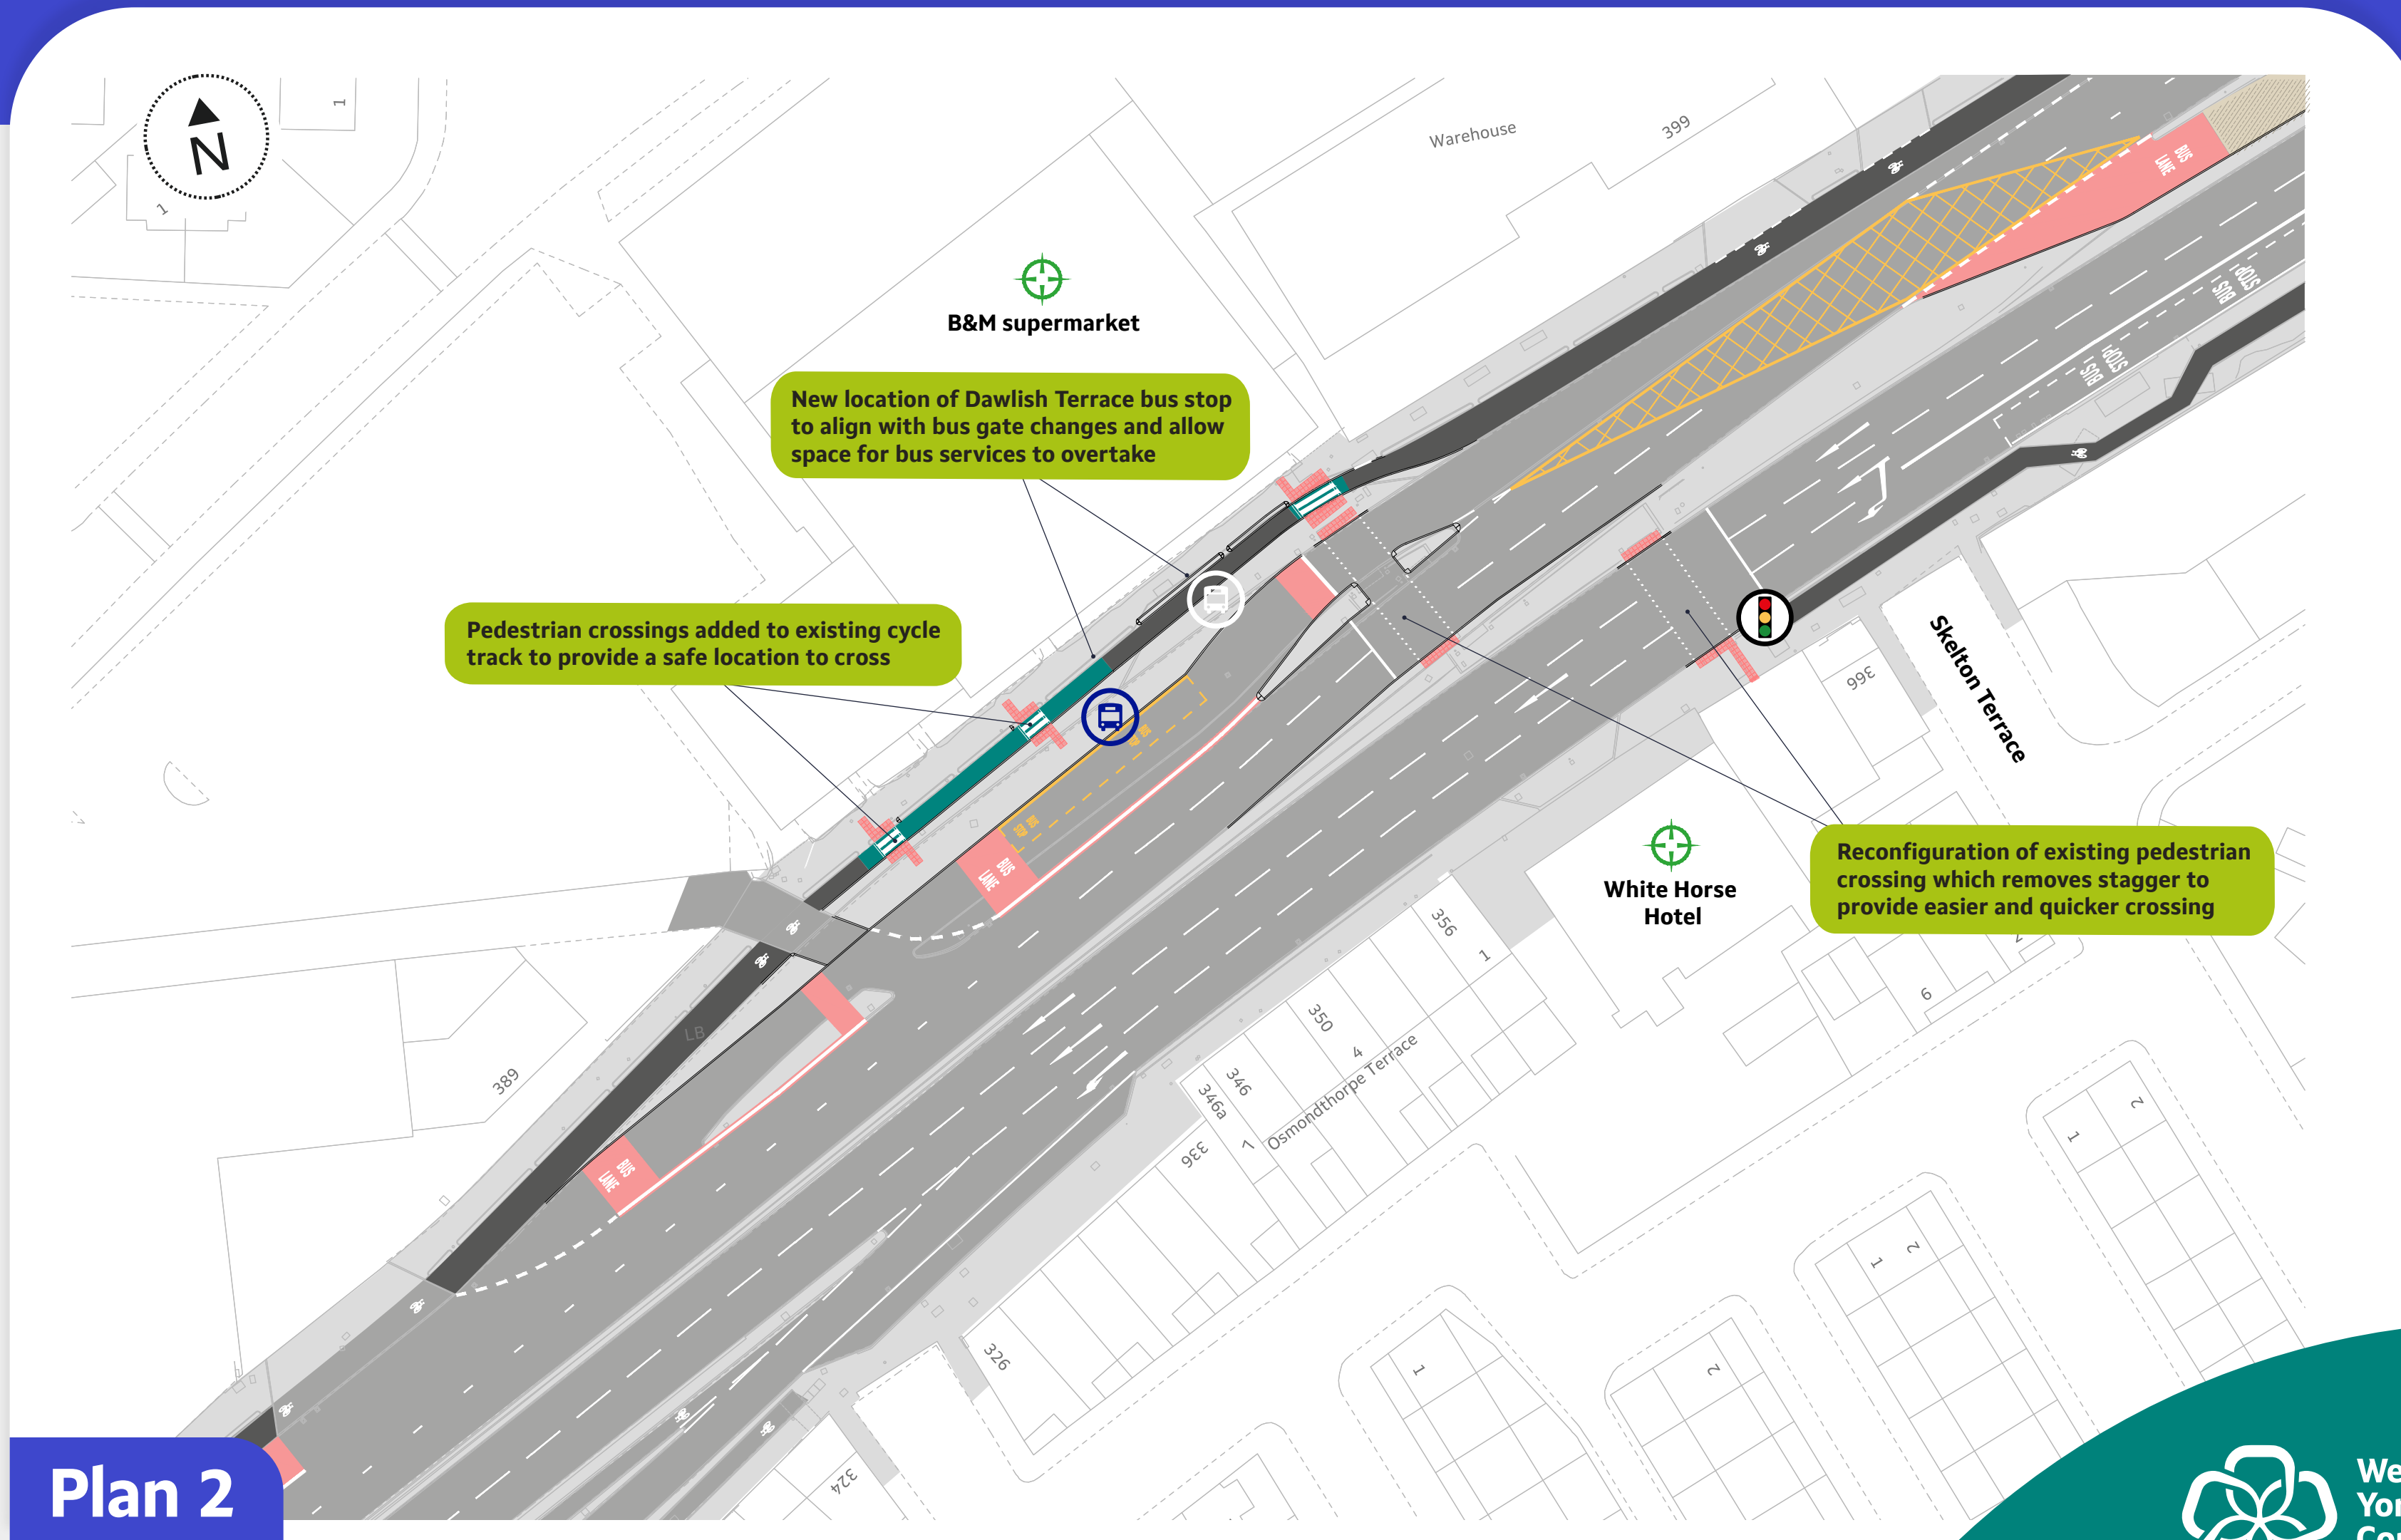 N
1
1
Warehouse
399
BUS
LANE
B&M supermarket
BUS
STOP
BUS
STOP
New location of Dawlish Terrace bus stop
to align with bus gate changes and allow
space for bus services to overtake
Pedestrian crossings added to existing cycle
track to provide a safe location to cross
Skelton Terrace
366
BUS
LANE
White Horse
Hotel
Reconfiguration of existing pedestrian
crossing which removes stagger to
provide easier and quicker crossing
356
1
350
4
Osmondthorpe Terrace
346
346a
7
336
6
2
LB
389
BUS
LANE
326
324
1
2
1
2
1
2
Plan 2
We
Yor